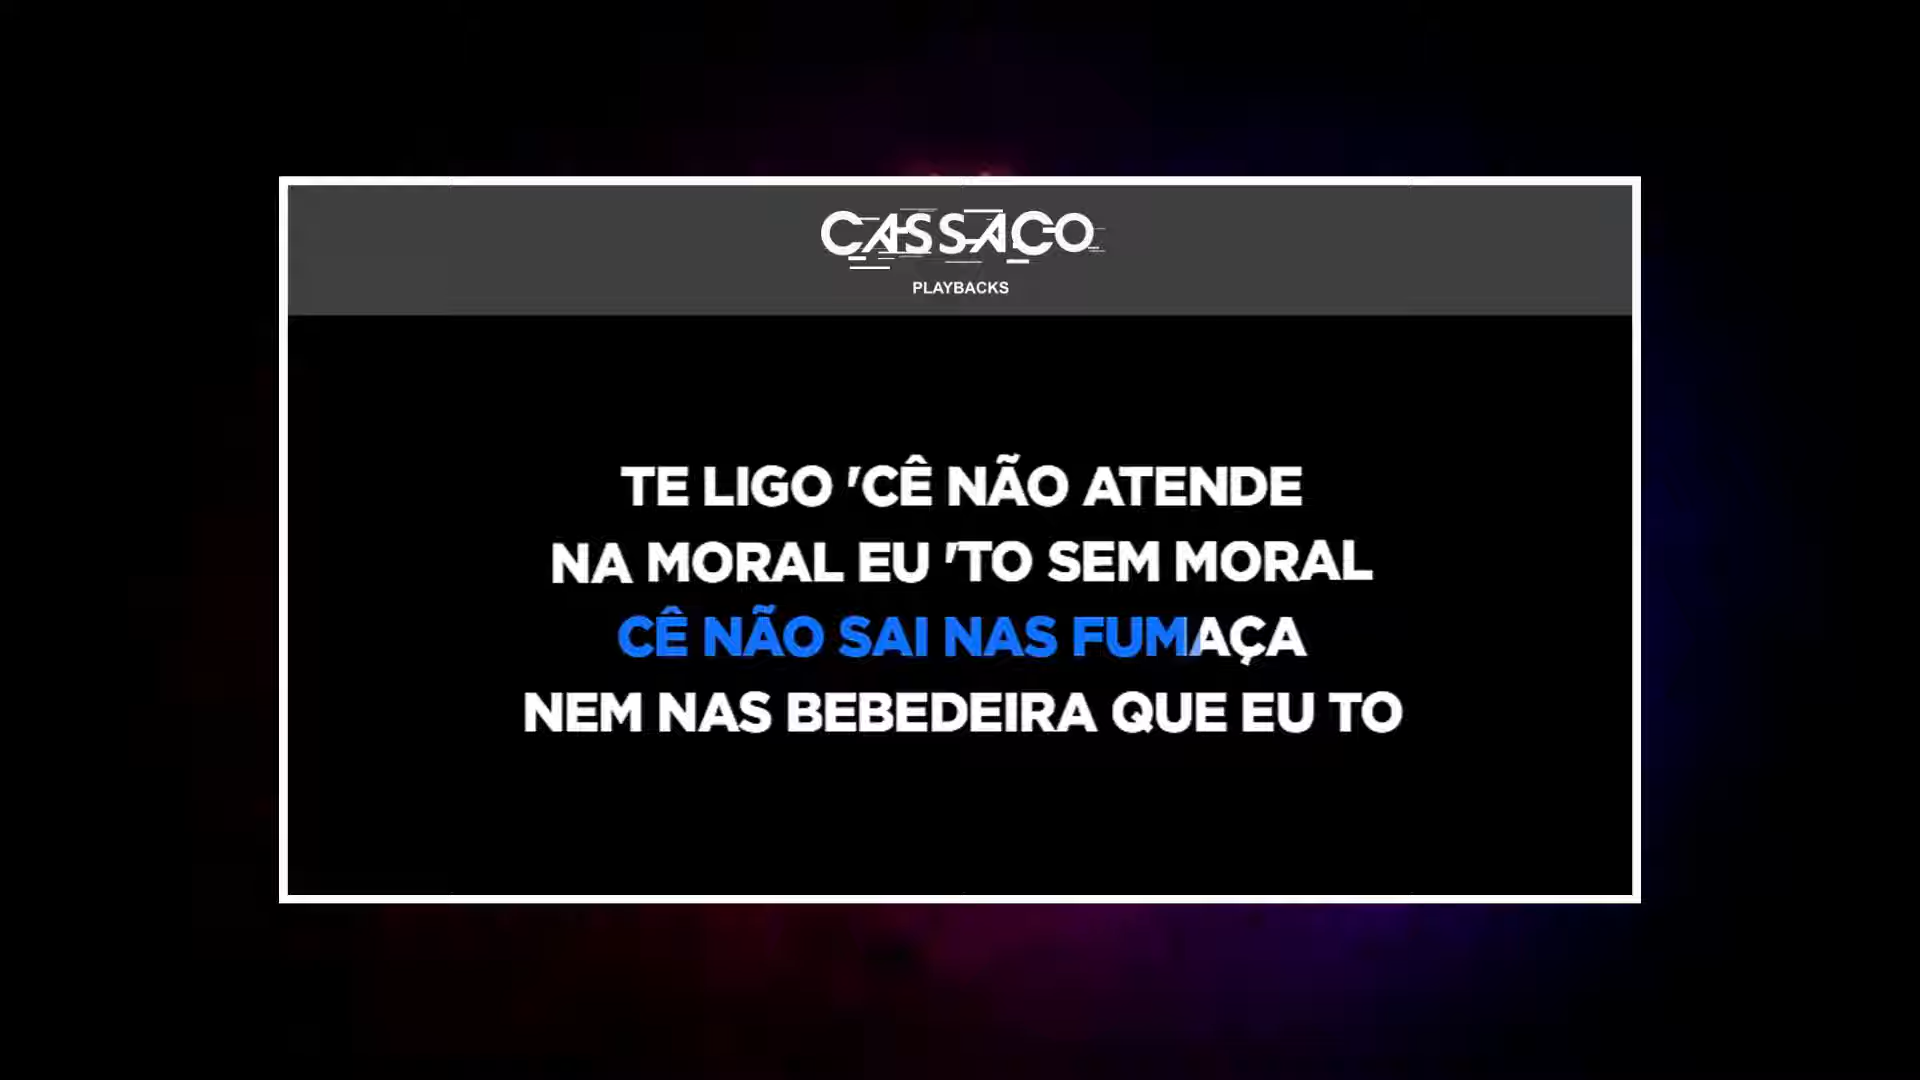 CASSACO
PLAYBACKS
TE LIGO 'CÊ NÃO ATENDE
NA MORAL EU 'TO SEM MORAL
CÊ NÃO SAI NAS FUMAÇA
NEM NAS BEBEDEIRA QUE EU TO